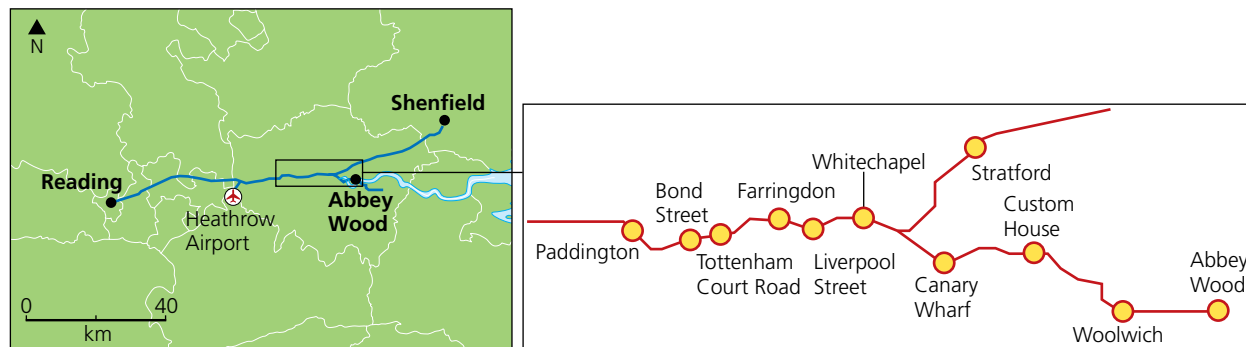 N
Shenfield
Reading
Heathrow
Airport
Abbey
Wood
0 40
km
Paddington
Bond
Street
Tottenham
Court Road
Farringdon
Liverpool
Street
Whitechapel
Stratford
Canary
Wharf
Custom
House
Woolwich
Abbey
Wood